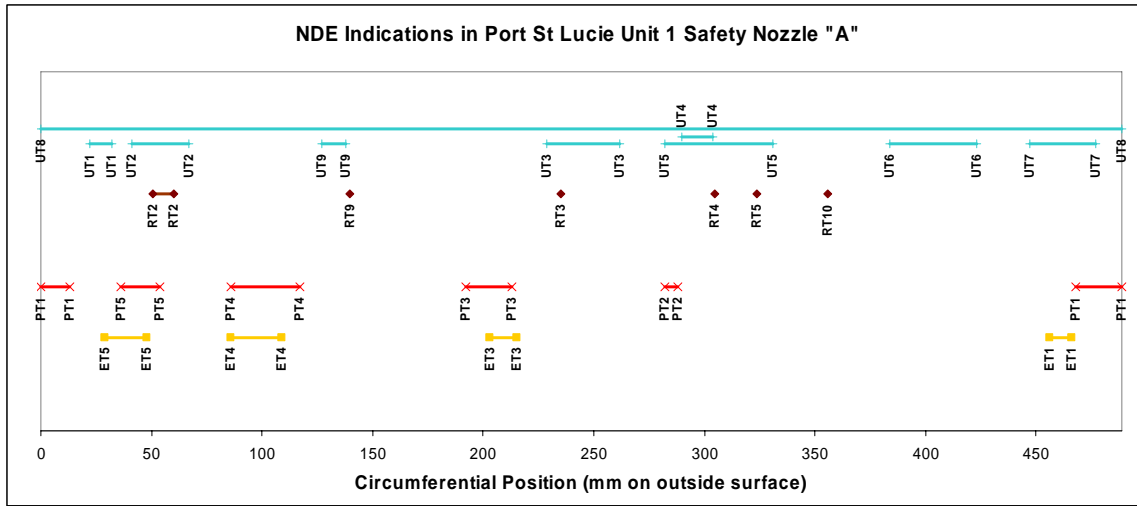 NDE Indications in Port St Lucie Unit 1 Safety Nozzle "A"
UT4 UT4
UT8 UT1 UT1 UT2 UT2 UT9 UT9 UT3 UT3 UT5 UT5 UT6 UT6 UT7 UT7 UT8
RT2 RT2 RT9 RT3 RT4 RT5 RT10
PT1 PT1 PT5 PT5 PT4 PT4 PT3 PT3 PT2 PT2 PT1 PT1
ET5 ET5 ET4 ET4 ET3 ET3 ET1 ET1
0 50 100 150 200 250 300 350 400 450
Circumferential Position (mm on outside surface)